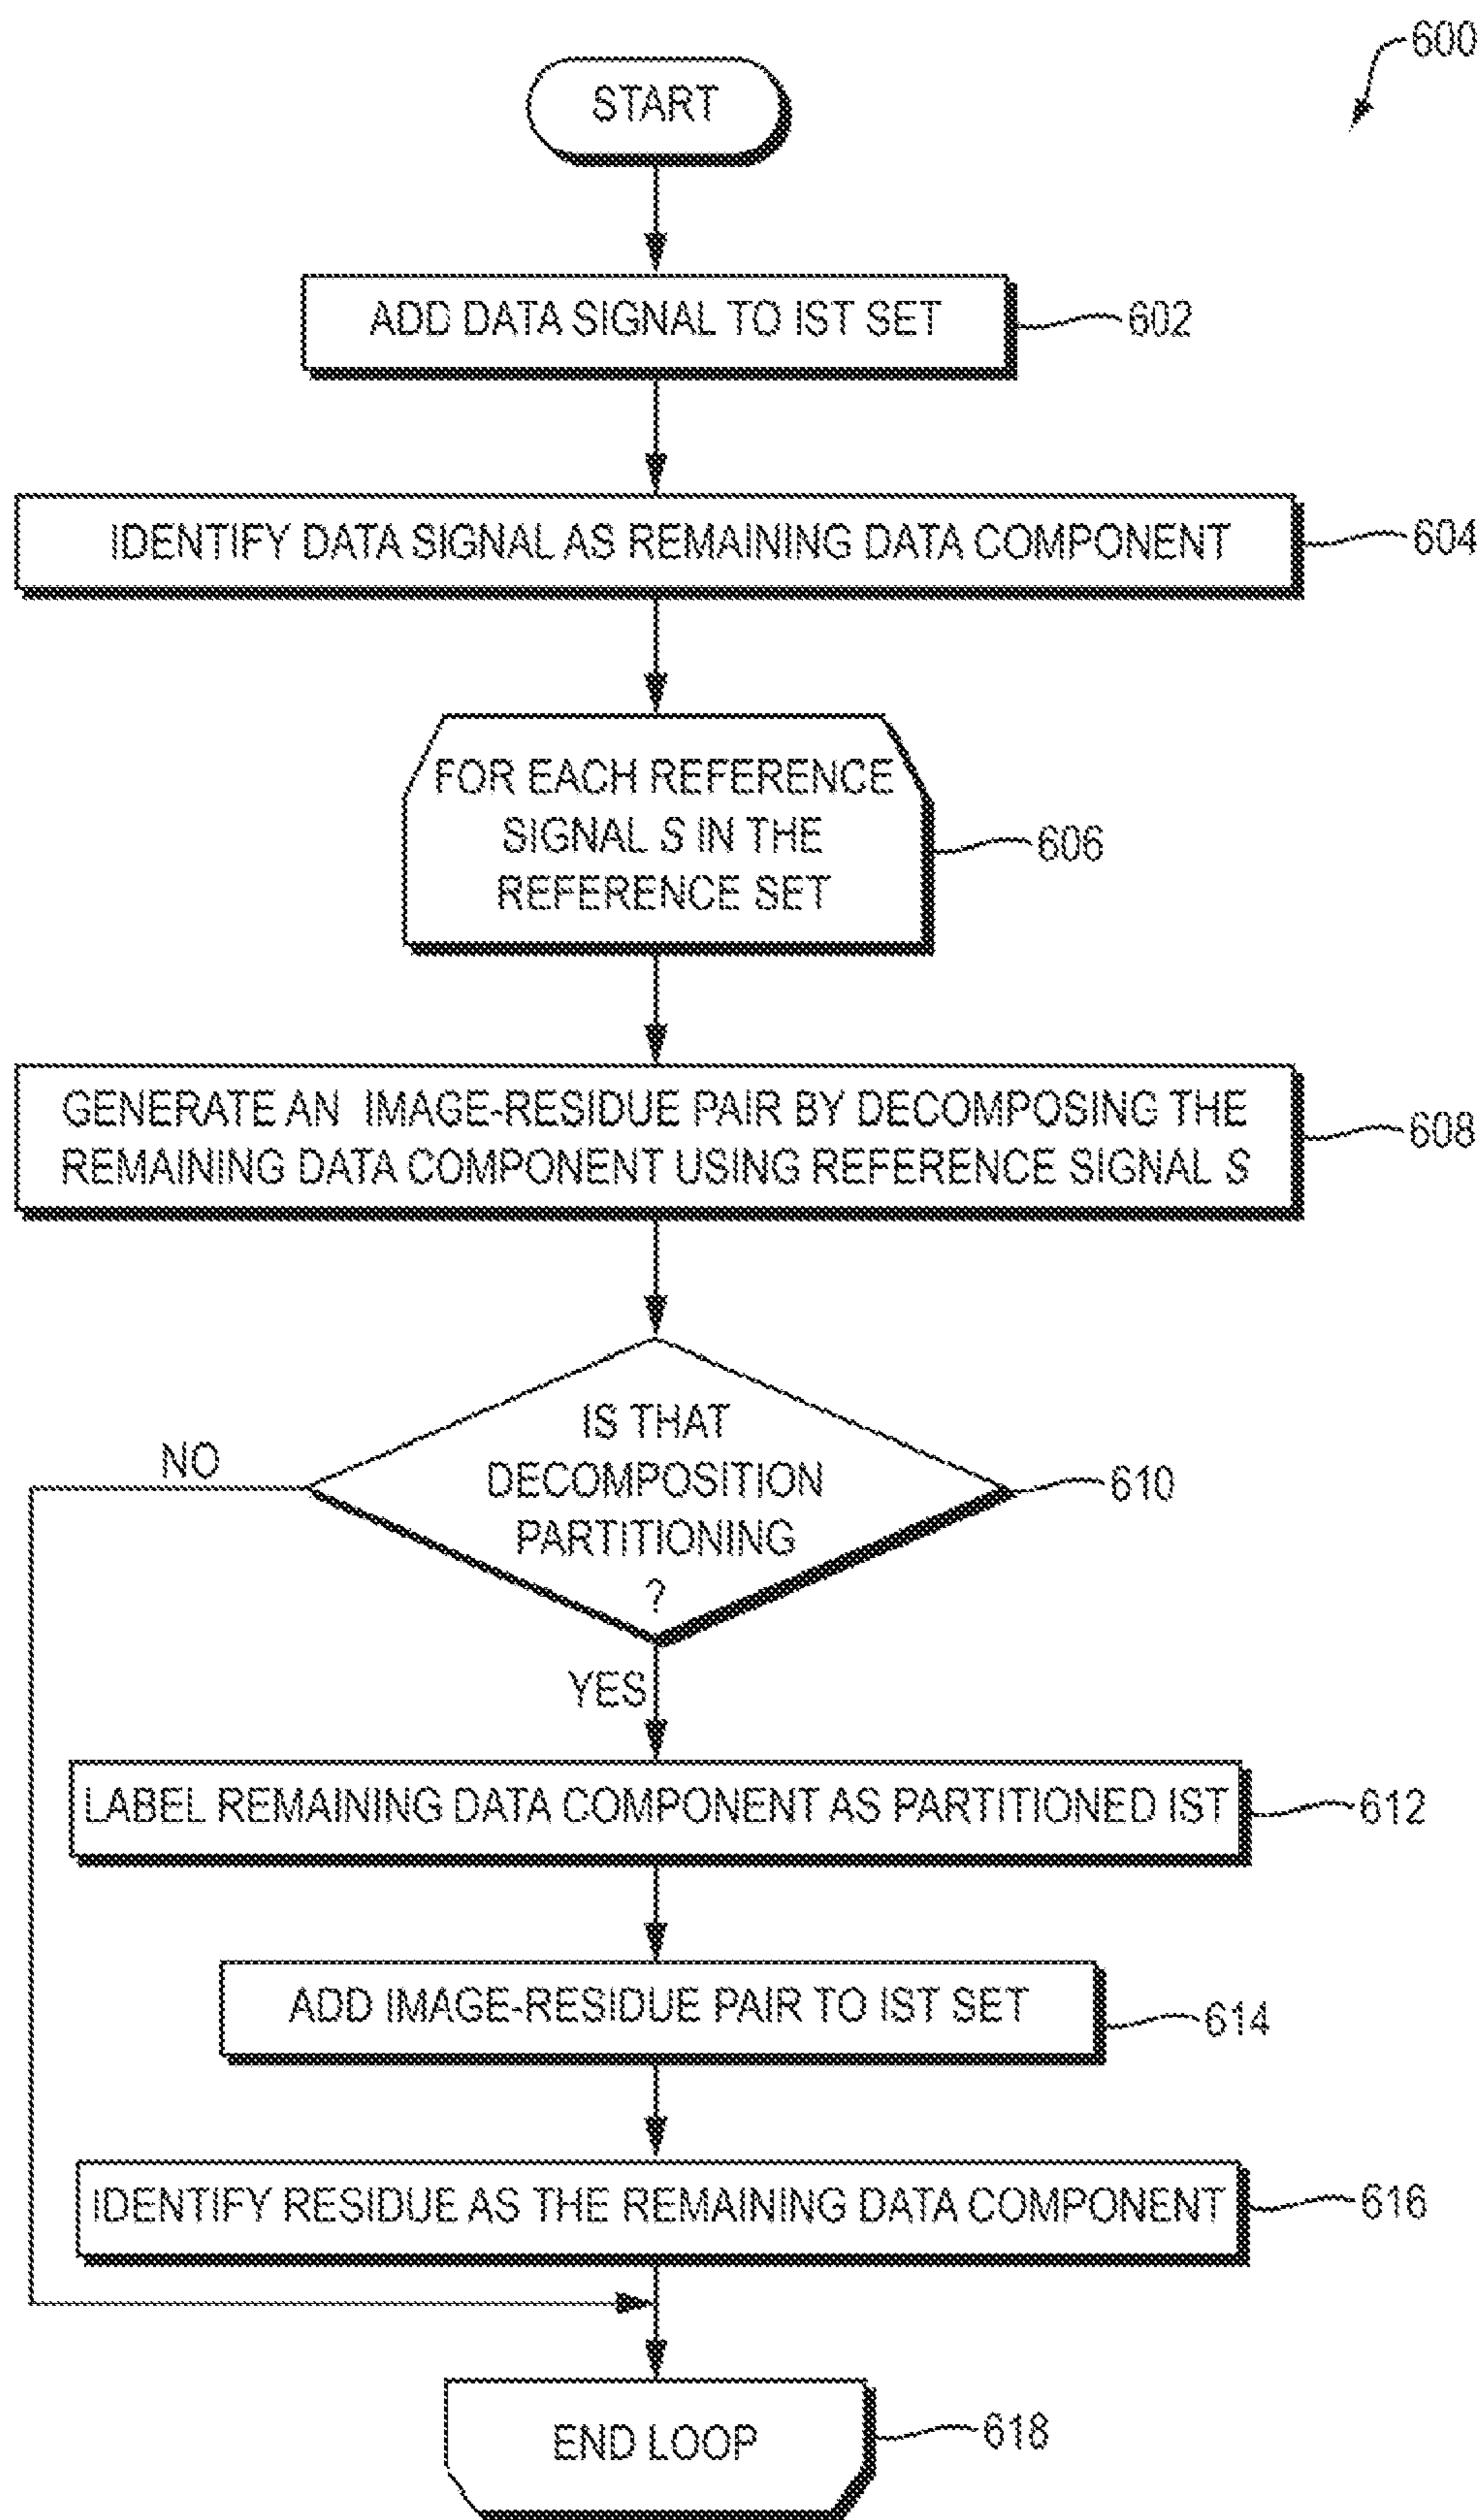 600
START
ADD DATA SIGNAL TO IST SET
602
IDENTIFY DATA SIGNAL AS REMAINING DATA COMPONENT
604
FOR EACH REFERENCE
SIGNAL S IN THE
REFERENCE SET
606
GENERATE AN IMAGE-RESIDUE PAIR BY DECOMPOSING THE
REMAINING DATA COMPONENT USING REFERENCE SIGNAL S
608
IS THAT
DECOMPOSITION
PARTITIONING
?
610
NO
YES
LABEL REMAINING DATA COMPONENT AS PARTITIONED IST
612
ADD IMAGE-RESIDUE PAIR TO IST SET
614
IDENTIFY RESIDUE AS THE REMAINING DATA COMPONENT
616
END LOOP
618